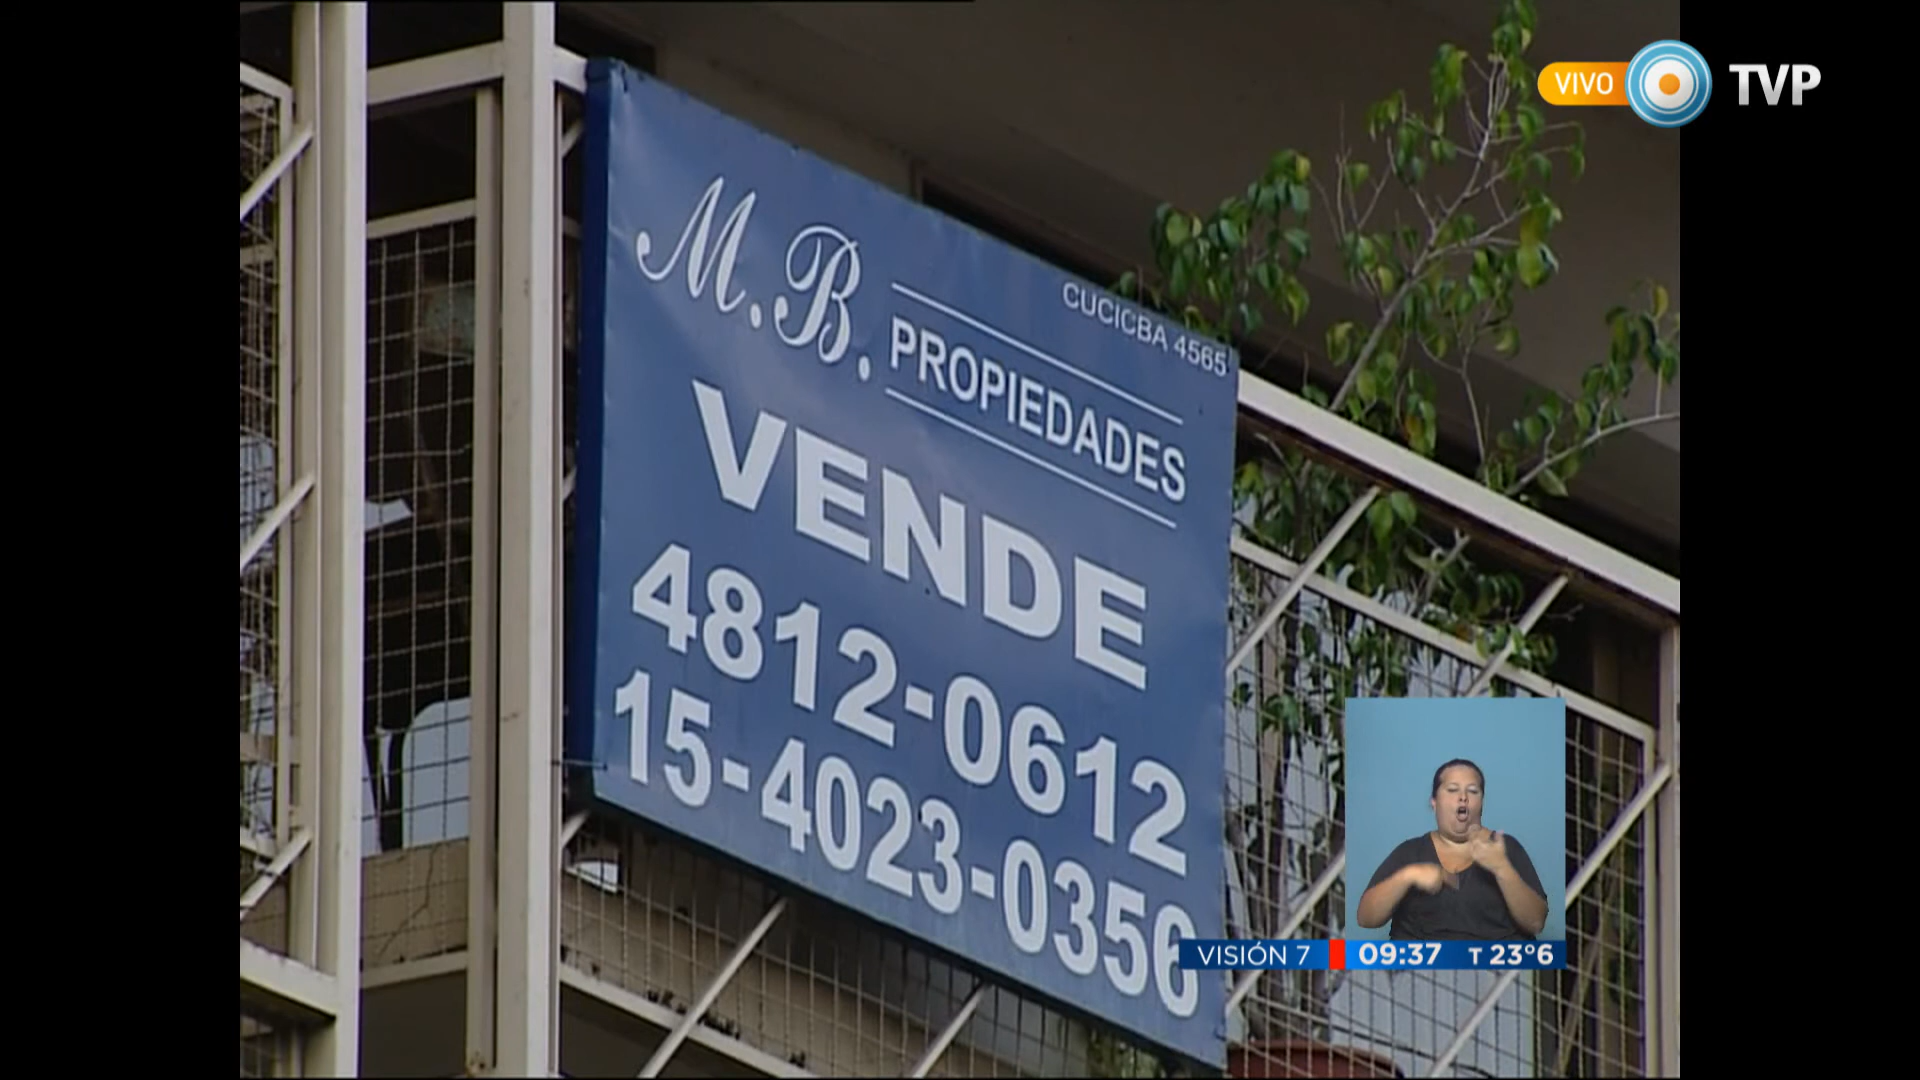 VIVO TVP
CUCICBA 4565
M.B. PROPIEDADES
VENDE
4812-0612
15-4023-0356
VISIÓN 7 09:37 T 23°6